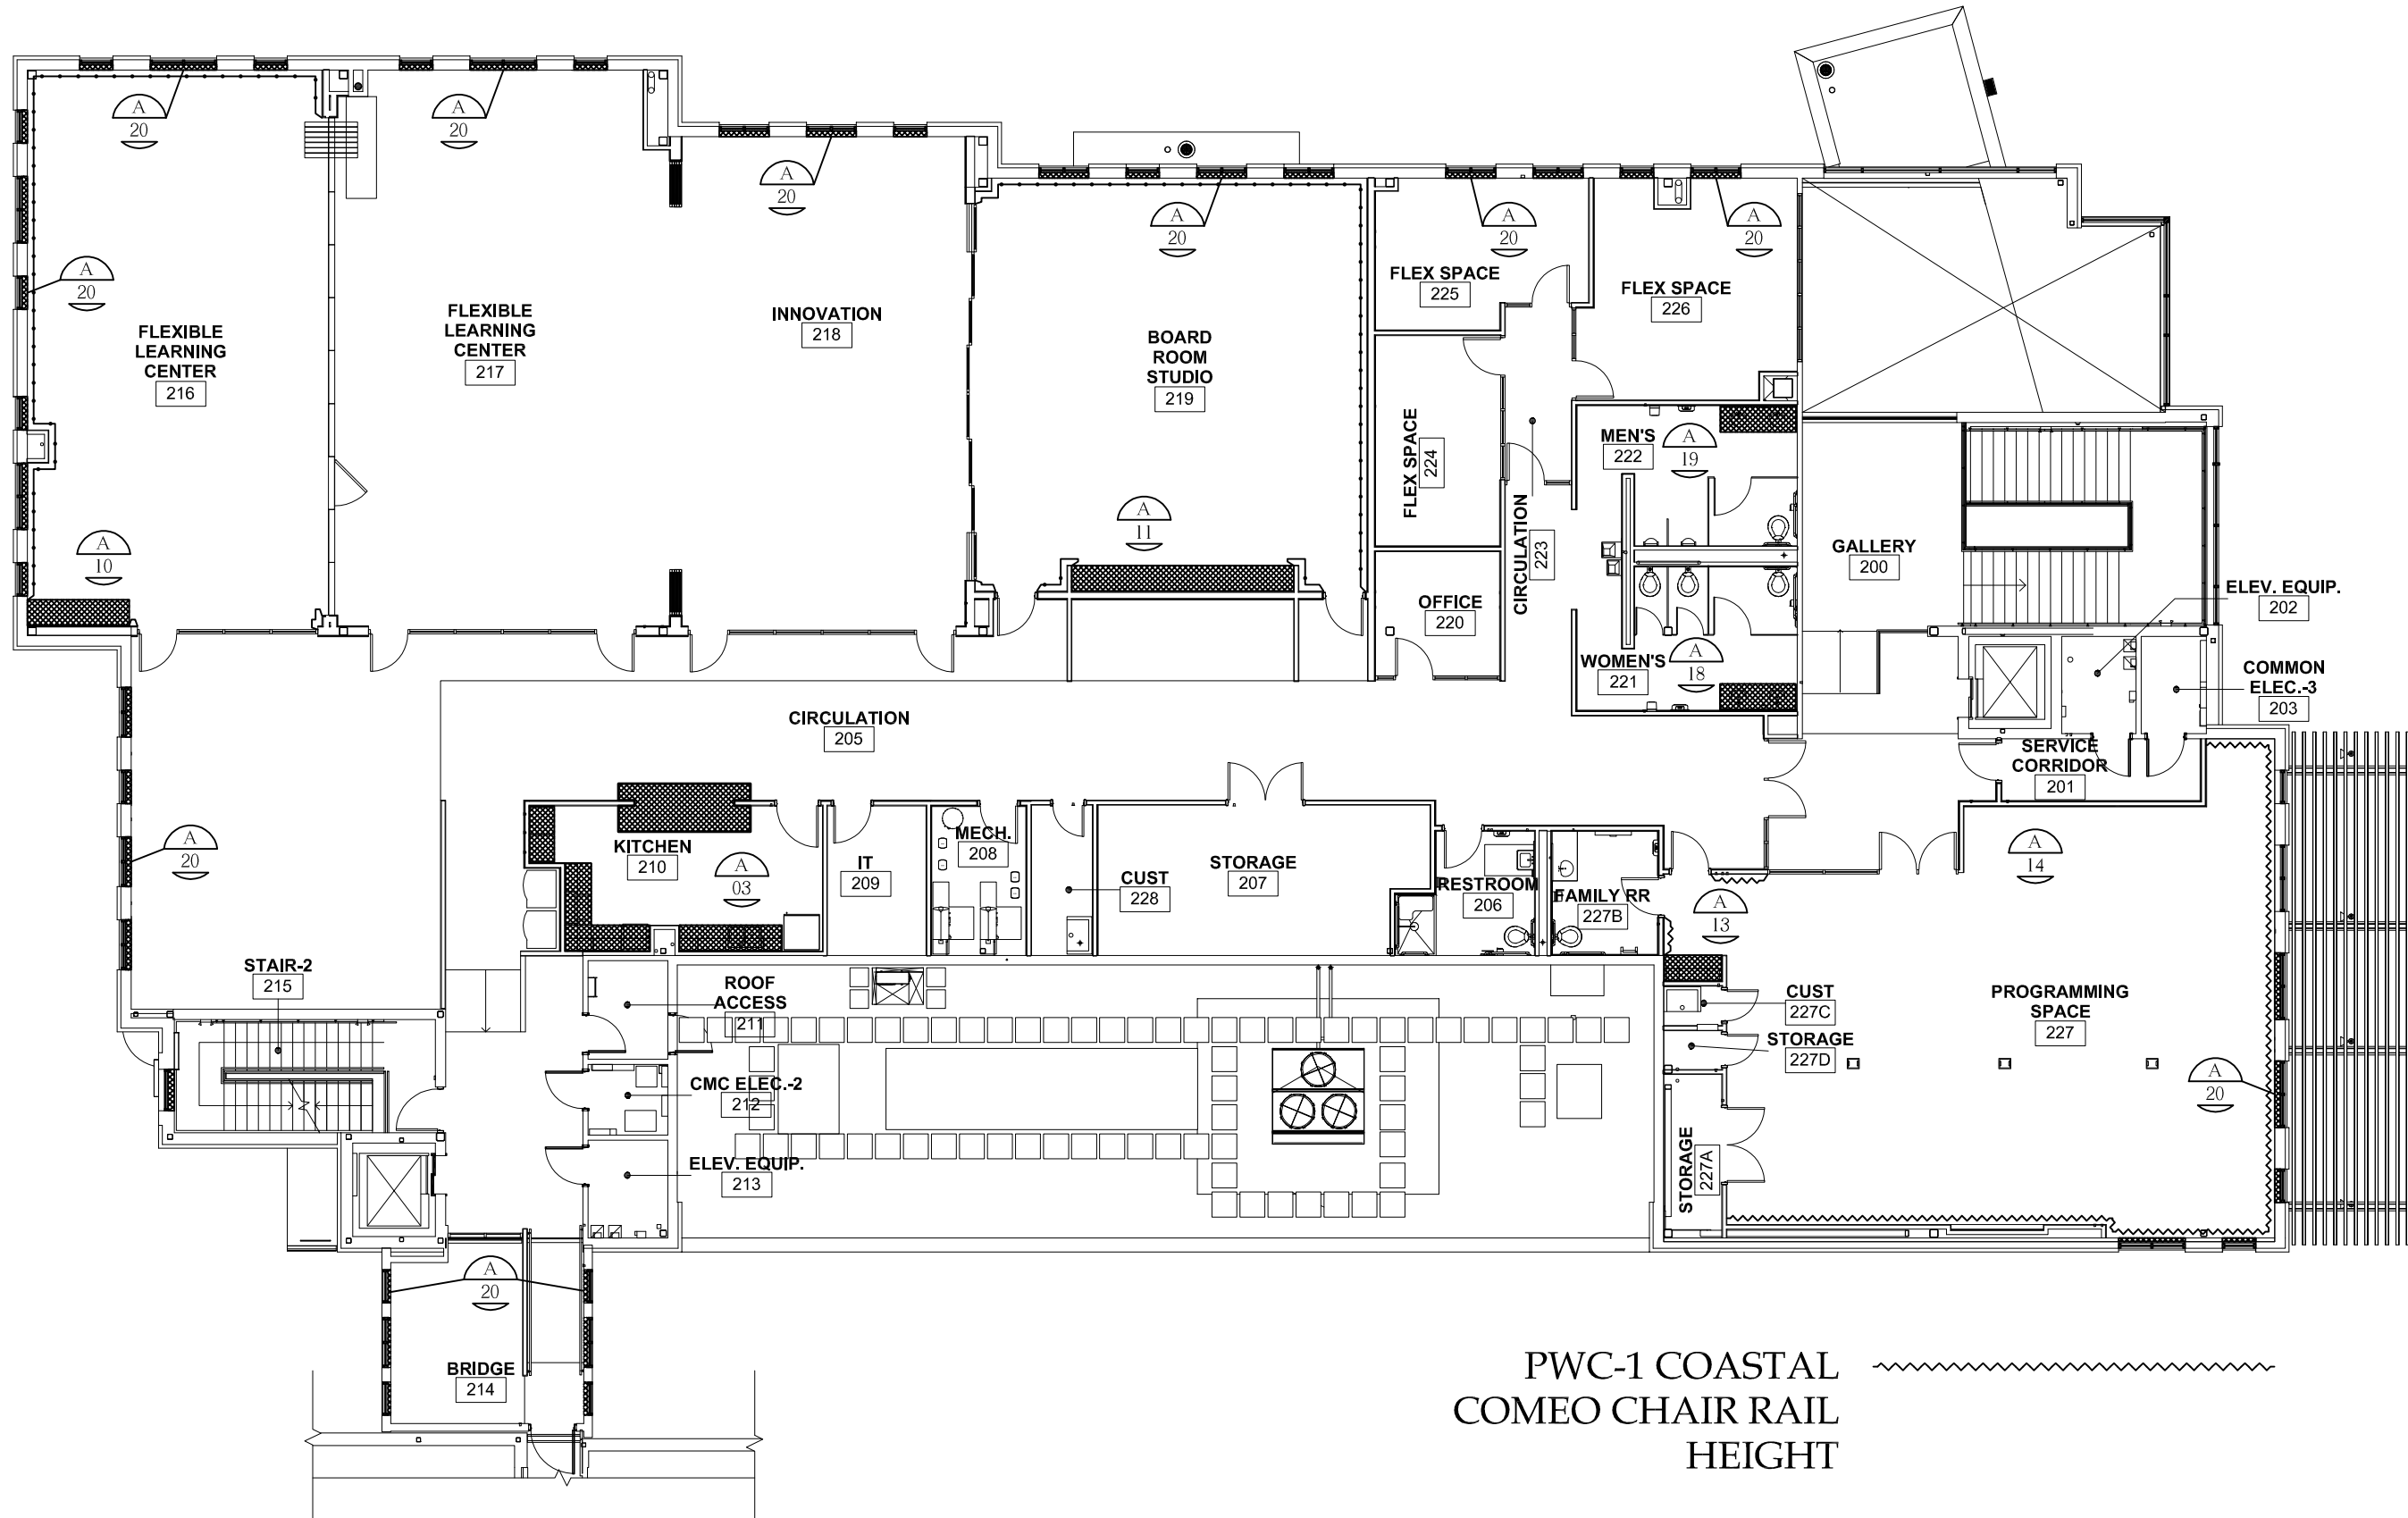 A
20
A
20
A
20
A
20
A
20
A
20
A
20
FLEXIBLE
LEARNING
CENTER
216
FLEXIBLE
LEARNING
CENTER
217
INNOVATION
218
BOARD
ROOM
STUDIO
219
FLEX SPACE
225
FLEX SPACE
226
FLEX SPACE
224
MEN'S
222
A
19
A
10
A
11
CIRCULATION
223
GALLERY
200
OFFICE
220
ELEV. EQUIP.
202
WOMEN'S
221
A
18
COMMON
ELEC.-3
203
CIRCULATION
205
SERVICE
CORRIDOR
201
A
20
KITCHEN
210
A
03
IT
209
MECH.
208
CUST
228
STORAGE
207
RESTROOM
206
FAMILY RR
227B
A
13
A
14
STAIR-2
215
ROOF
ACCESS
211
CUST
227C
STORAGE
227D
PROGRAMMING
SPACE
227
A
20
CMC ELEC.-2
212
ELEV. EQUIP.
213
STORAGE
227A
A
20
BRIDGE
214
PWC-1 COASTAL
COMEO CHAIR RAIL
HEIGHT